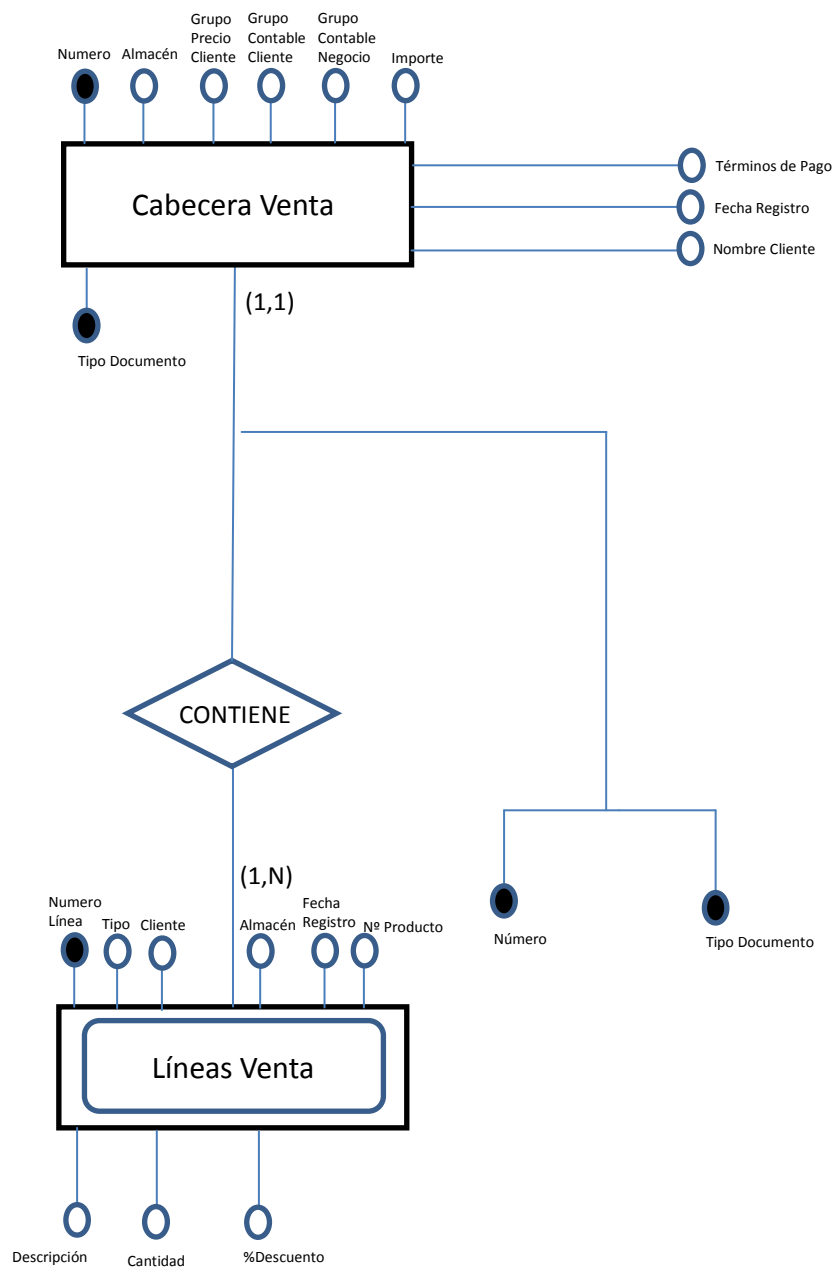 Numero
Almacén
Grupo
Precio
Cliente
Grupo
Contable
Cliente
Grupo
Contable
Negocio
Importe
Términos de Pago
Cabecera Venta
Fecha Registro
Nombre Cliente
(1,1)
Tipo Documento
CONTIENE
(1,N)
Numero
Línea
Tipo
Cliente
Almacén
Fecha
Registro
Nº Producto
Número
Tipo Documento
Líneas Venta
Descripción
Cantidad
%Descuento